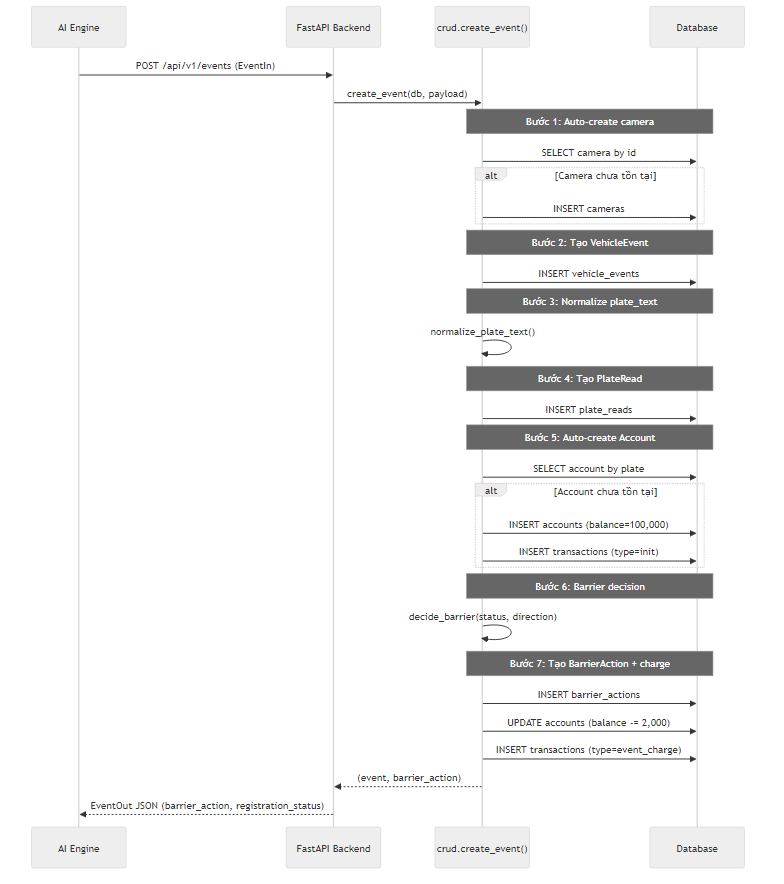 AI Engine
FastAPI Backend
crud.create_event()
Database
POST /api/v1/events (EventIn)
create_event(db, payload)
Bước 1: Auto-create camera
SELECT camera by id
alt
[Camera chưa tồn tại]
INSERT cameras
Bước 2: Tạo VehicleEvent
INSERT vehicle_events
Bước 3: Normalize plate_text
normalize_plate_text()
Bước 4: Tạo PlateRead
INSERT plate_reads
Bước 5: Auto-create Account
SELECT account by plate
alt
[Account chưa tồn tại]
INSERT accounts (balance=100,000)
INSERT transactions (type=init)
Bước 6: Barrier decision
decide_barrier(status, direction)
Bước 7: Tạo BarrierAction + charge
INSERT barrier_actions
UPDATE accounts (balance -= 2,000)
INSERT transactions (type=event_charge)
(event, barrier_action)
EventOut JSON (barrier_action, registration_status)
AI Engine
FastAPI Backend
crud.create_event()
Database